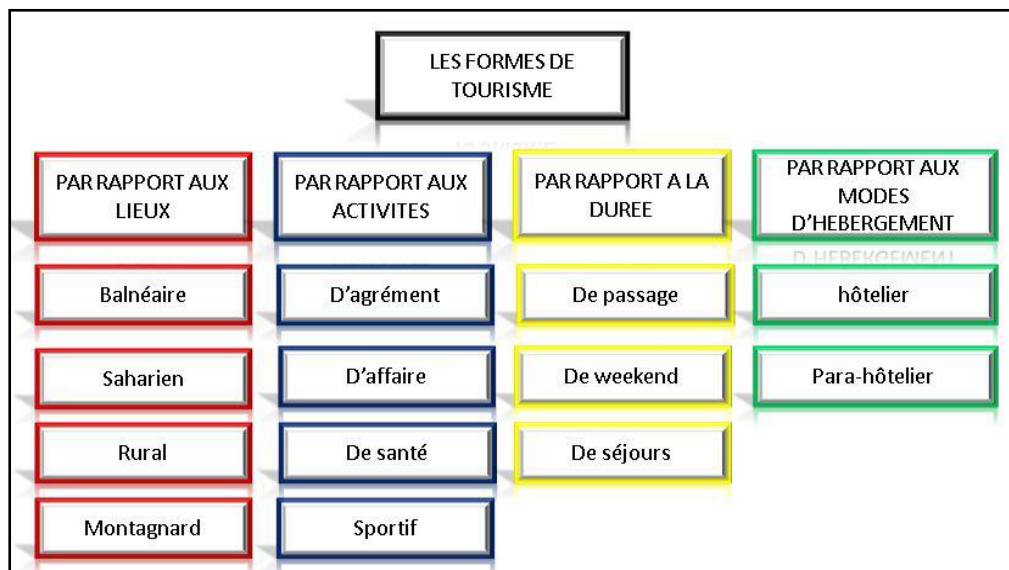 LES FORMES DE
TOURISME
PAR RAPPORT AUX
LIEUX
PAR RAPPORT AUX
ACTIVITES
PAR RAPPORT A LA
DUREE
PAR RAPPORT AUX
MODES
D'HEBERGEMENT
Balnéaire
D'agrément
De passage
hôtelier
Saharien
D'affaire
De weekend
Para-hôtelier
Rural
De santé
De séjours
Montagnard
Sportif